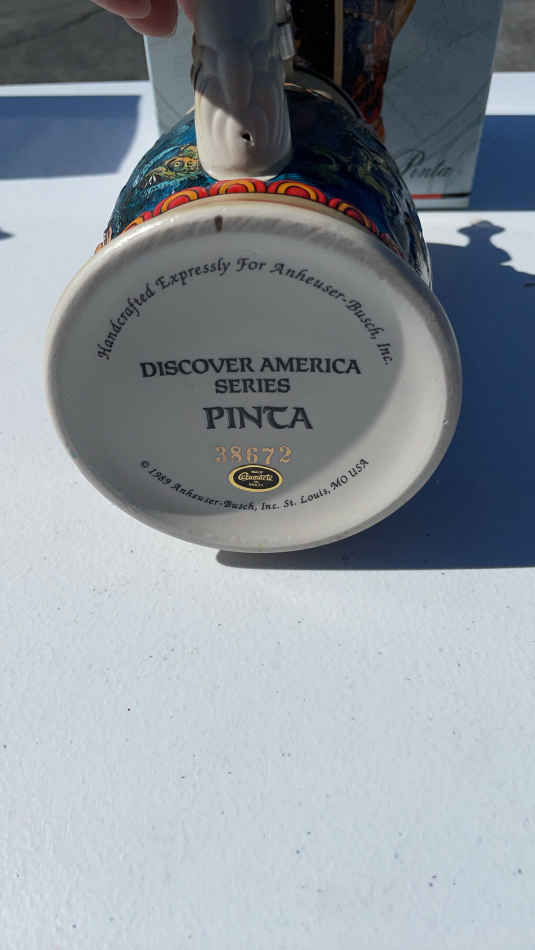 Pinta
Handcrafted Expressly For Anheuser-Busch, Inc.
DISCOVER AMERICA
SERIES
PINTA
38672
Ceramarte
© 1989 Anheuser-Busch, Inc. St. Louis, MO USA